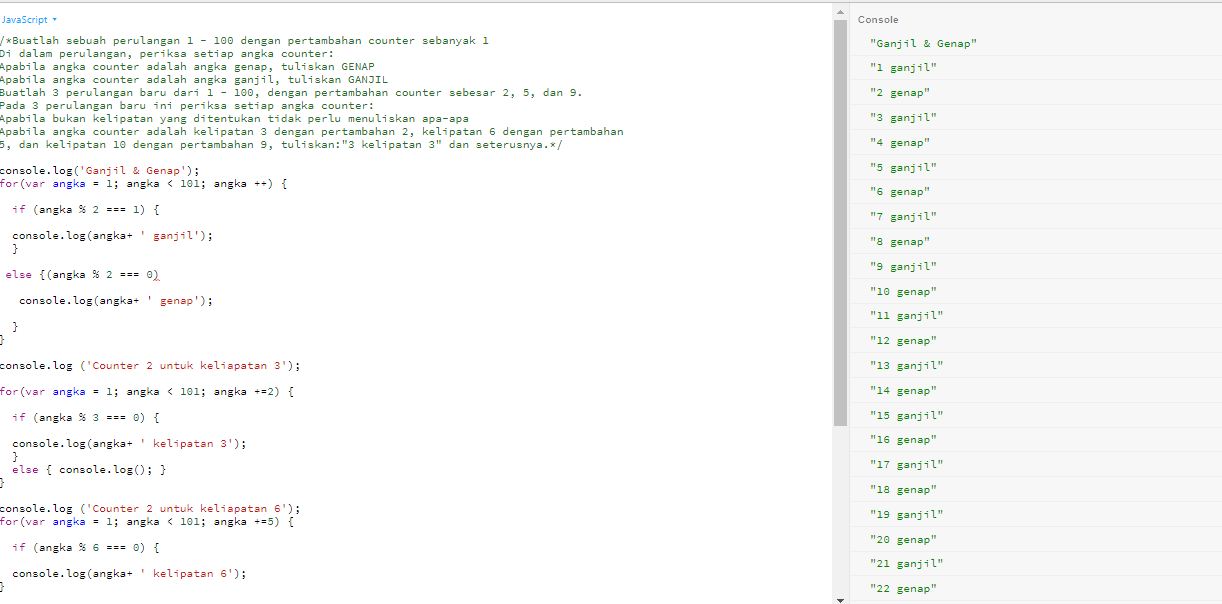 JavaScript
Console
/*Buatlah sebuah perulangan 1 - 100 dengan pertambahan counter sebanyak 1
Di dalam perulangan, periksa setiap angka counter:
Apabila angka counter adalah angka genap, tuliskan GENAP
Apabila angka counter adalah angka ganjil, tuliskan GANJIL
Buatlah 3 perulangan baru dari 1 - 100, dengan pertambahan counter sebesar 2, 5, dan 9.
Pada 3 perulangan baru ini periksa setiap angka counter:
Apabila bukan kelipatan yang ditentukan tidak perlu menuliskan apa-apa
Apabila angka counter adalah kelipatan 3 dengan pertambahan 2, kelipatan 6 dengan pertambahan
5, dan kelipatan 10 dengan pertambahan 9, tuliskan:"3 kelipatan 3" dan seterusnya.*/
console.log('Ganjil & Genap');
for(var angka = 1; angka < 101; angka ++) {
if (angka % 2 === 1) {
console.log(angka+ ' ganjil');
}
else {(angka % 2 === 0)
console.log(angka+ ' genap');
}
}
console.log ('Counter 2 untuk keliapatan 3');
for(var angka = 1; angka < 101; angka +=2) {
if (angka % 3 === 0) {
console.log(angka+ ' kelipatan 3');
}
else { console.log(); }
}
console.log ('Counter 2 untuk keliapatan 6');
for(var angka = 1; angka < 101; angka +=5) {
if (angka % 6 === 0) {
console.log(angka+ ' kelipatan 6');
}
"Ganjil & Genap"
"1 ganjil"
"2 genap"
"3 ganjil"
"4 genap"
"5 ganjil"
"6 genap"
"7 ganjil"
"8 genap"
"9 ganjil"
"10 genap"
"11 ganjil"
"12 genap"
"13 ganjil"
"14 genap"
"15 ganjil"
"16 genap"
"17 ganjil"
"18 genap"
"19 ganjil"
"20 genap"
"21 ganjil"
"22 genap"